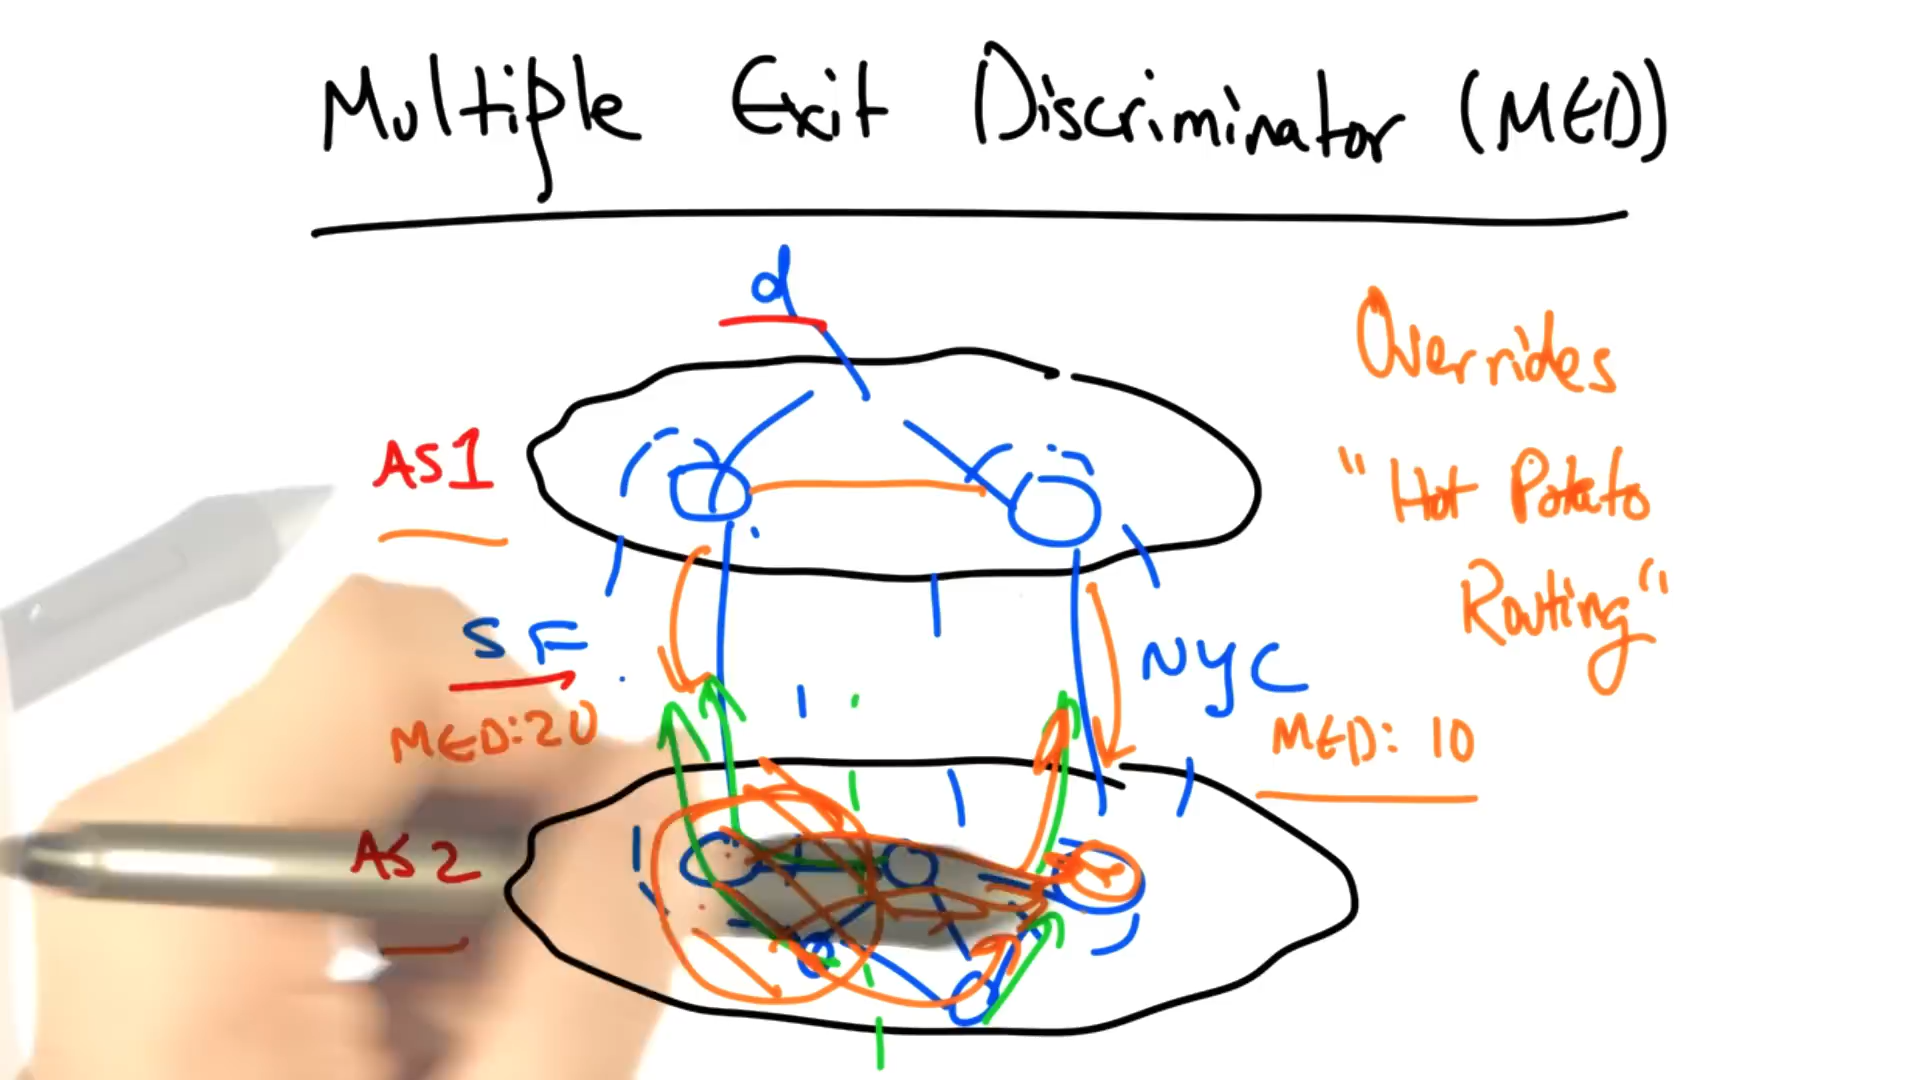 Multiple Exit Discriminator (MED)
d
Overrides
"Hot Potato
Routing"
AS1
SF
NYC
MED:20
MED: 10
AS2